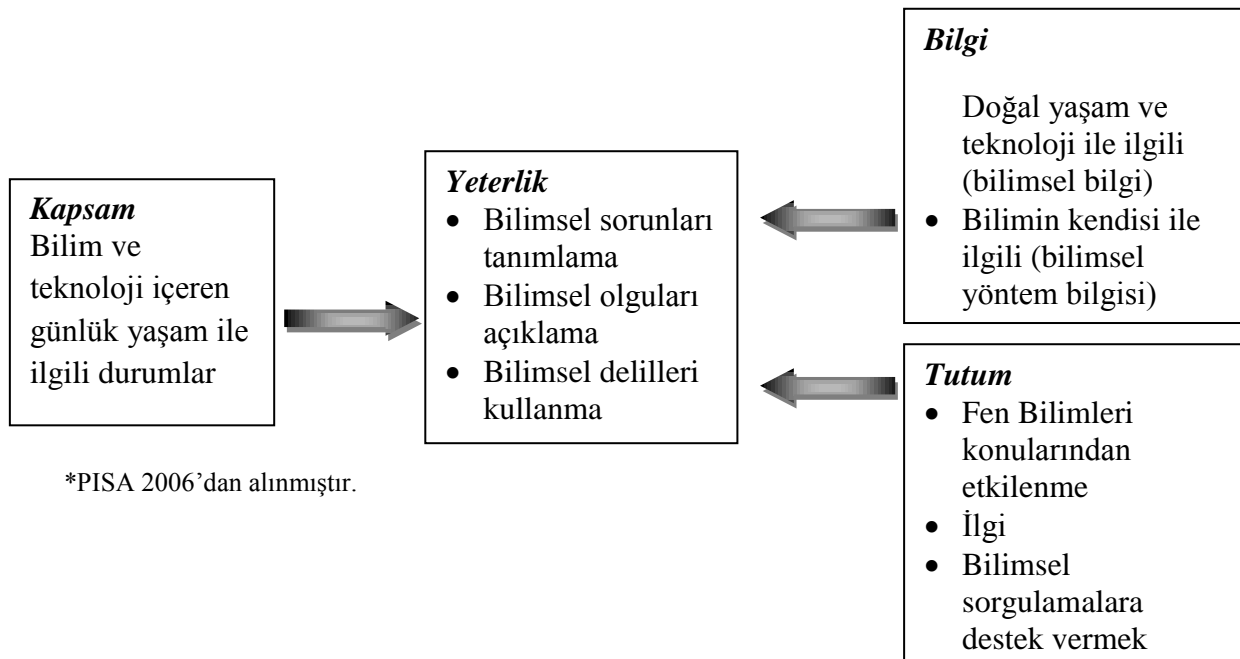 Kapsam
Bilim ve
teknoloji içeren
günlük yaşam ile
ilgili durumlar
*PISA 2006’dan alınmıştır.
Yeterlik
• Bilimsel sorunları
tanımlama
• Bilimsel olguları
açıklama
• Bilimsel delilleri
kullanma
Bilgi
Doğal yaşam ve
teknoloji ile ilgili
(bilimsel bilgi)
• Bilimin kendisi ile
ilgili (bilimsel
yöntem bilgisi)
Tutum
• Fen Bilimleri
konularından
etkilenme
• İlgi
• Bilimsel
sorgulamalara
destek vermek